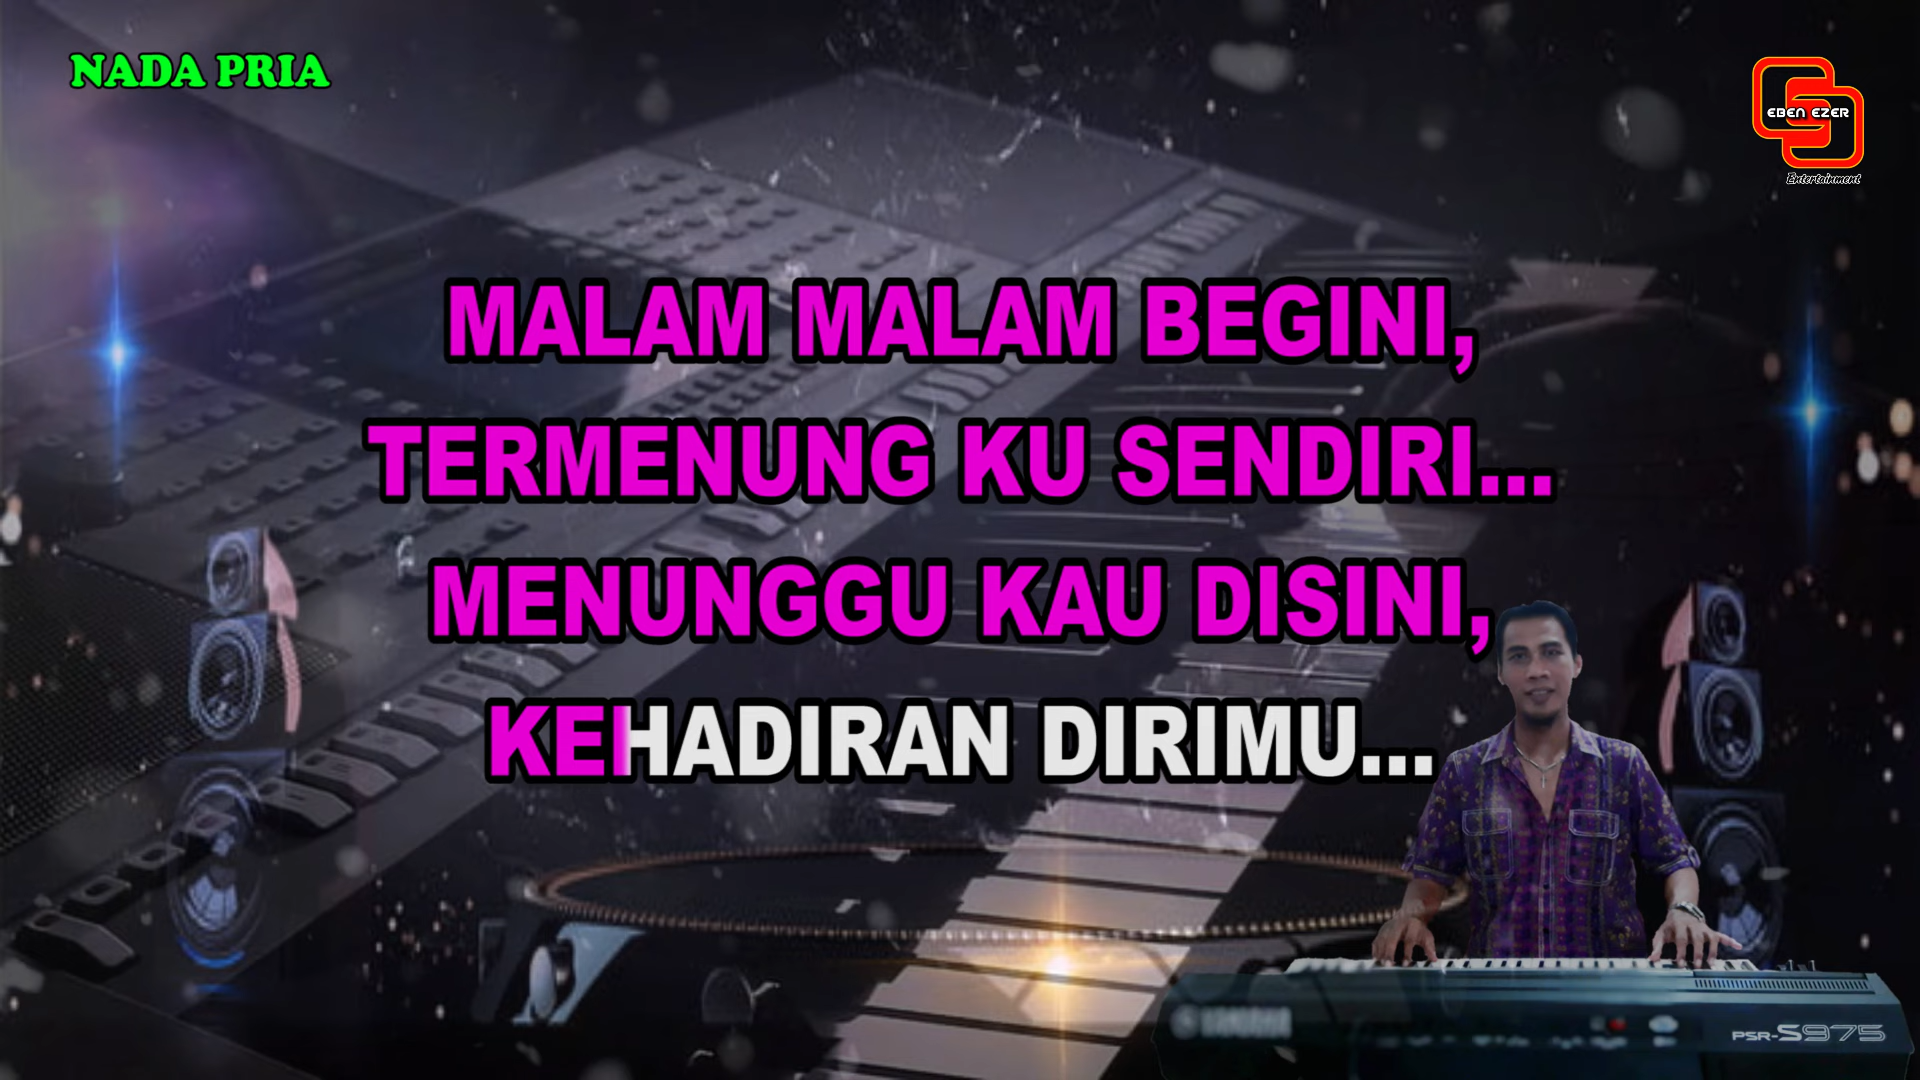 NADA PRIA
EBEN EZER
Entertainment
MALAM MALAM BEGINI,
TERMENUNG KU SENDIRI...
MENUNGGU KAU DISINI,
KEHADIRAN DIRIMU...
PSR-S975